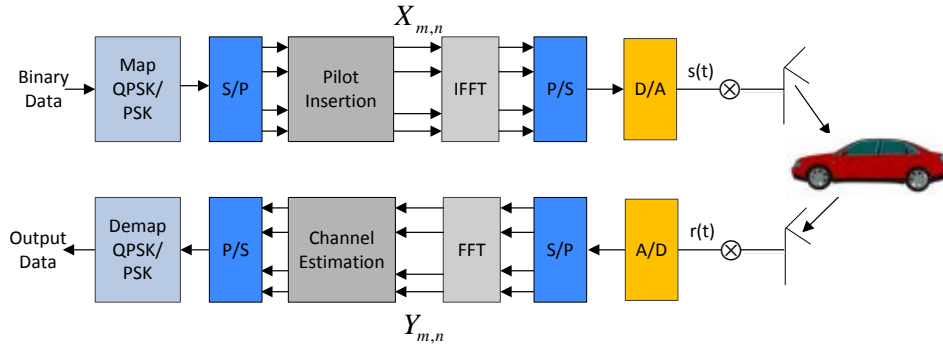 X_{m,n}
Binary
Data
Map
QPSK/
PSK
S/P
Pilot
Insertion
IFFT
P/S
D/A
s(t)
Output
Data
Demap
QPSK/
PSK
P/S
Channel
Estimation
FFT
S/P
A/D
r(t)
Y_{m,n}